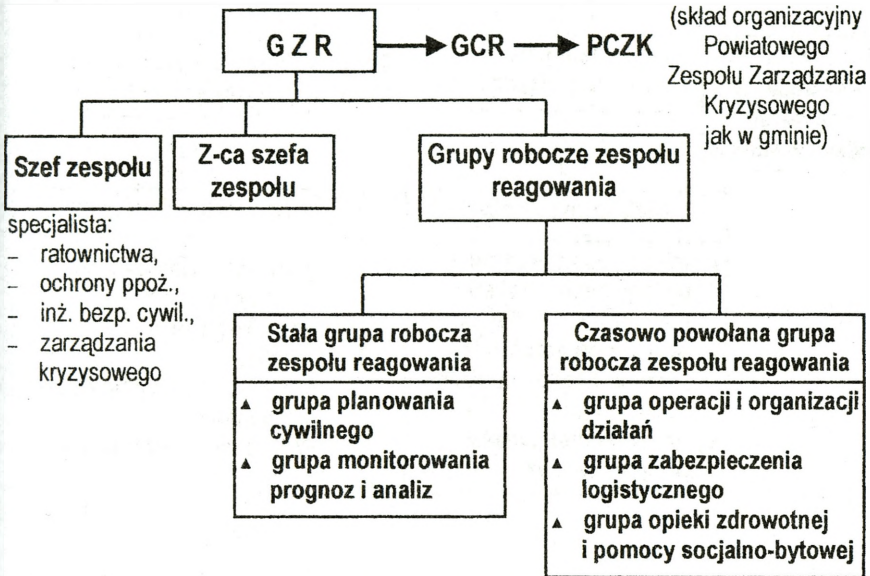 G Z R
GCR
PCZK
(skład organizacyjny
Powiatowego
Zespołu Zarządzania
Kryzysowego
jak w gminie)
Szef zespołu
Z-ca szefa
zespołu
Grupy robocze zespołu
reagowania
specjalista:
– ratownictwa,
– ochrony ppoż.,
– inż. bezp. cywil.,
– zarządzania
kryzysowego
Stała grupa robocza
zespołu reagowania
▲ grupa planowania
cywilnego
▲ grupa monitorowania
prognoz i analiz
Czasowo powołana grupa
robocza zespołu reagowania
▲ grupa operacji i organizacji
działań
▲ grupa zabezpieczenia
logistycznego
▲ grupa opieki zdrowotnej
i pomocy socjalno-bytowej